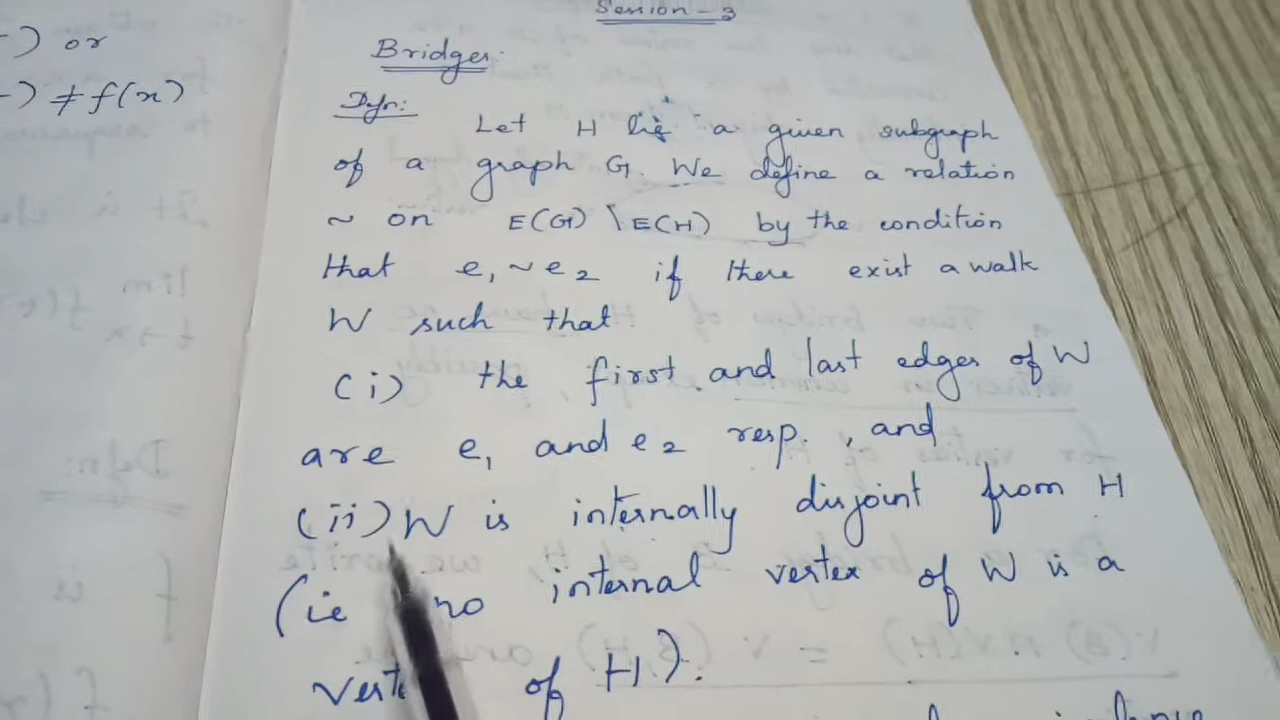 -) or
-) ≠ f(x)
Session - 3
Bridges:
Defn:
Let H be a given subgraph
of a graph G. We define a relation
~ on E(G) \ E(H) by the condition
that e₁ ~ e₂ if there exist a walk
W such that
(i) the first and last edges of W
are e₁ and e₂ resp., and
(ii) W is internally disjoint from H
(ie no internal vertex of W is a
of H).